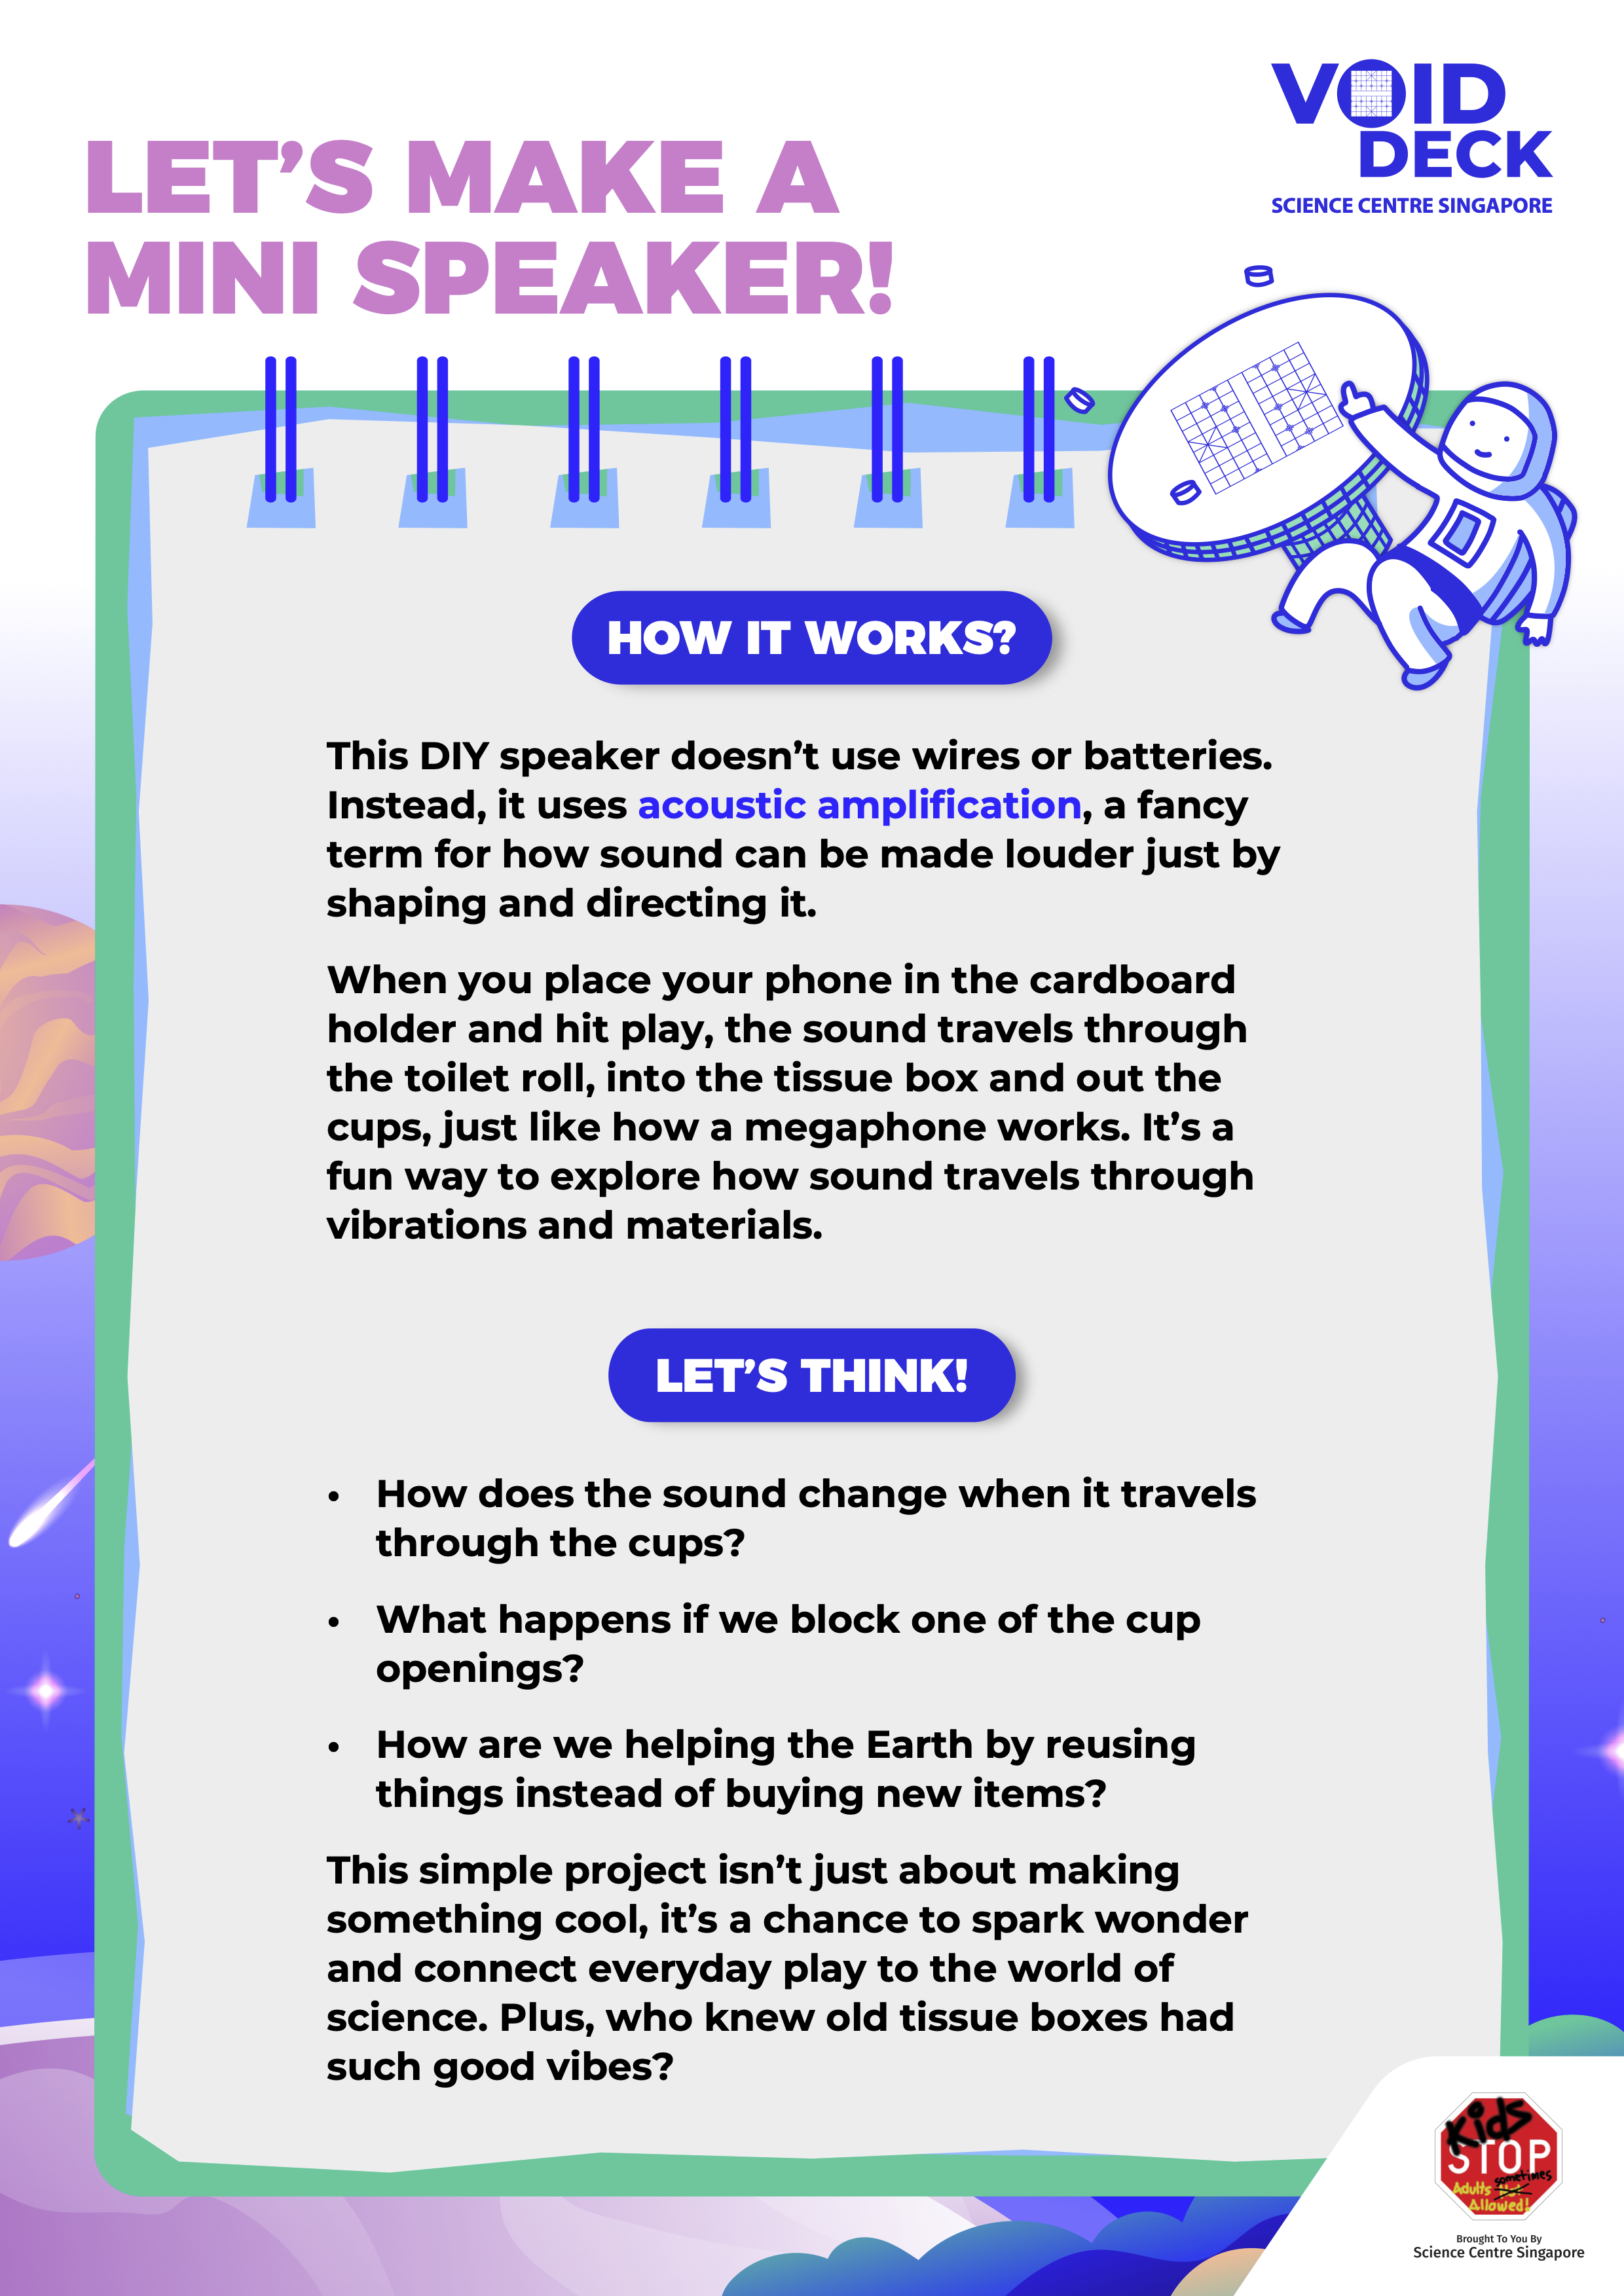 VOID
DECK
SCIENCE CENTRE SINGAPORE
LET’S MAKE A
MINI SPEAKER!
HOW IT WORKS?
This DIY speaker doesn’t use wires or batteries.
Instead, it uses acoustic amplification, a fancy
term for how sound can be made louder just by
shaping and directing it.
When you place your phone in the cardboard
holder and hit play, the sound travels through
the toilet roll, into the tissue box and out the
cups, just like how a megaphone works. It’s a
fun way to explore how sound travels through
vibrations and materials.
LET’S THINK!
• How does the sound change when it travels
through the cups?
• What happens if we block one of the cup
openings?
• How are we helping the Earth by reusing
things instead of buying new items?
This simple project isn’t just about making
something cool, it’s a chance to spark wonder
and connect everyday play to the world of
science. Plus, who knew old tissue boxes had
such good vibes?
Kids
STOP
sometimes
Adults Not
Allowed!
Brought To You By
Science Centre Singapore